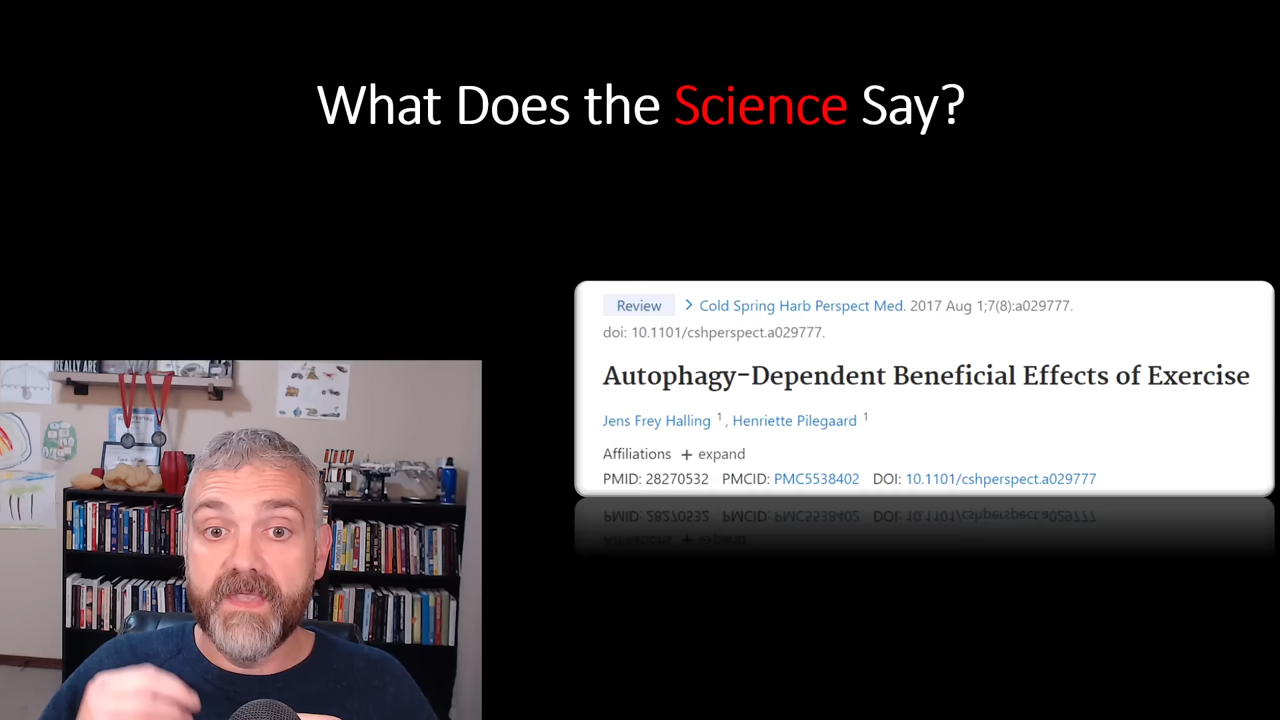 What Does the Science Say?
Review > Cold Spring Harb Perspect Med. 2017 Aug 1;7(8):a029777.
doi: 10.1101/cshperspect.a029777.
Autophagy-Dependent Beneficial Effects of Exercise
Jens Frey Halling 1, Henriette Pilegaard 1
Affiliations + expand
PMID: 28270532 PMCID: PMC5538402 DOI: 10.1101/cshperspect.a029777
REALLY ARE